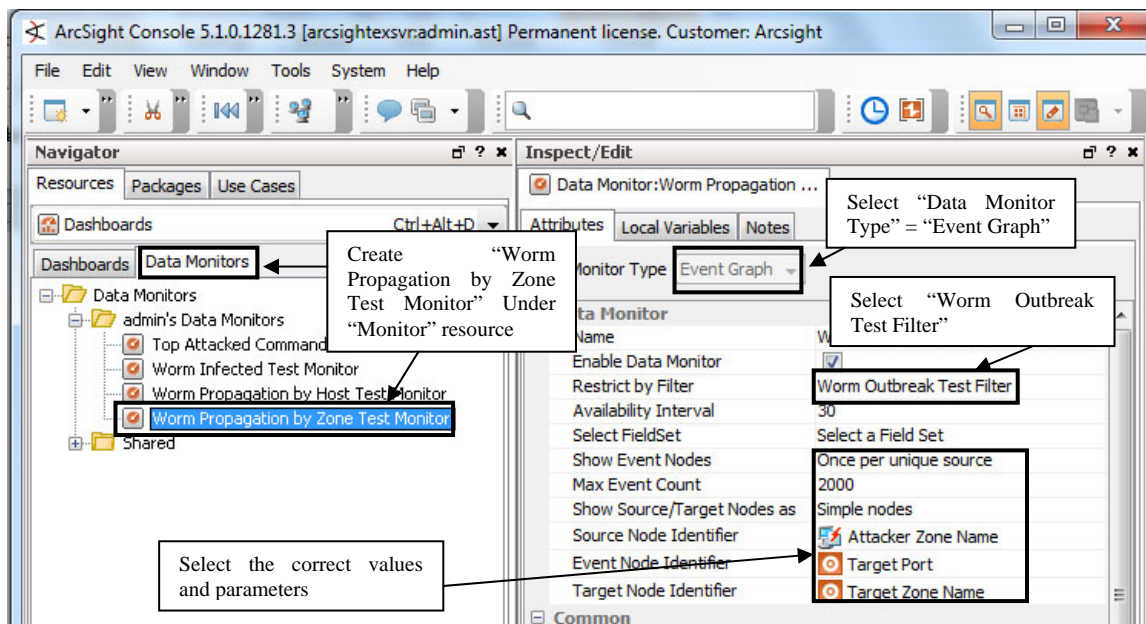 ArcSight Console 5.1.0.1281.3 [arcsightexsvr:admin.ast] Permanent license. Customer: Arcsight
File Edit View Window Tools System Help
Navigator
Resources Packages Use Cases
Dashboards Ctrl+Alt+D
Dashboards Data Monitors
Data Monitors
admin's Data Monitors
Top Attacked Command
Worm Infected Test Monitor
Worm Propagation by Host Test Monitor
Worm Propagation by Zone Test Monitor
Shared
Create "Worm
Propagation by Zone
Test Monitor" Under
"Monitor" resource
Select the correct values
and parameters
Inspect/Edit
Data Monitor:Worm Propagation ...
Attributes Local Variables Notes
Monitor Type Event Graph
Select "Data Monitor
Type" = "Event Graph"
Select "Worm Outbreak
Test Filter"
ta Monitor
Name W
Enable Data Monitor
Restrict by Filter Worm Outbreak Test Filter
Availability Interval 30
Select FieldSet Select a Field Set
Show Event Nodes Once per unique source
Max Event Count 2000
Show Source/Target Nodes as Simple nodes
Source Node Identifier Attacker Zone Name
Event Node Identifier Target Port
Target Node Identifier Target Zone Name
Common